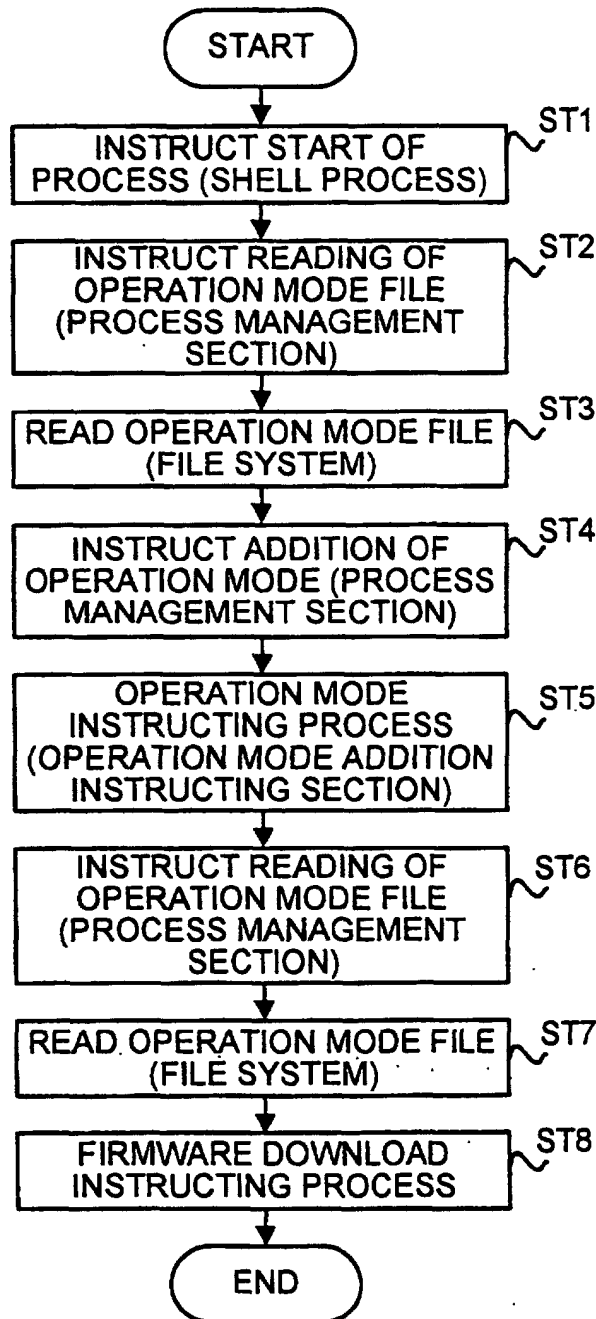 START
ST1
INSTRUCT START OF
PROCESS (SHELL PROCESS)
ST2
INSTRUCT READING OF
OPERATION MODE FILE
(PROCESS MANAGEMENT
SECTION)
ST3
READ OPERATION MODE FILE
(FILE SYSTEM)
ST4
INSTRUCT ADDITION OF
OPERATION MODE (PROCESS
MANAGEMENT SECTION)
ST5
OPERATION MODE
INSTRUCTING PROCESS
(OPERATION MODE ADDITION
INSTRUCTING SECTION)
ST6
INSTRUCT READING OF
OPERATION MODE FILE
(PROCESS MANAGEMENT
SECTION)
ST7
READ OPERATION MODE FILE
(FILE SYSTEM)
ST8
FIRMWARE DOWNLOAD
INSTRUCTING PROCESS
END